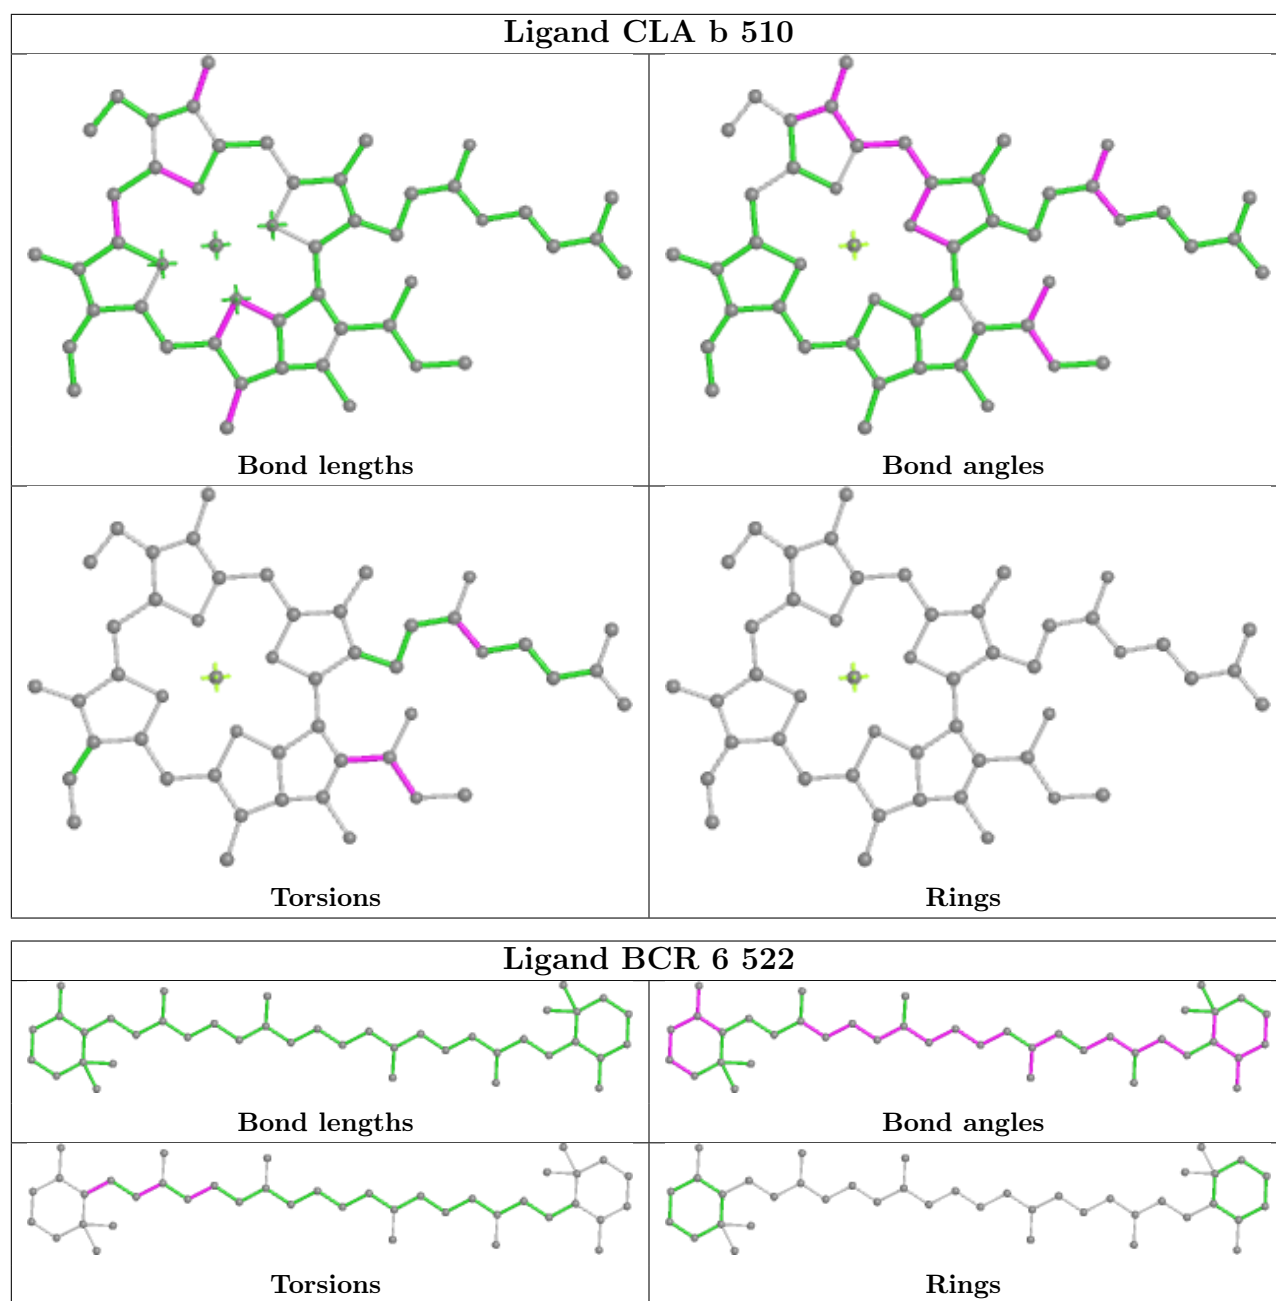 Ligand CLA b 510
Bond lengths
Bond angles
Torsions
Rings
Ligand BCR 6 522
Bond lengths
Bond angles
Torsions
Rings